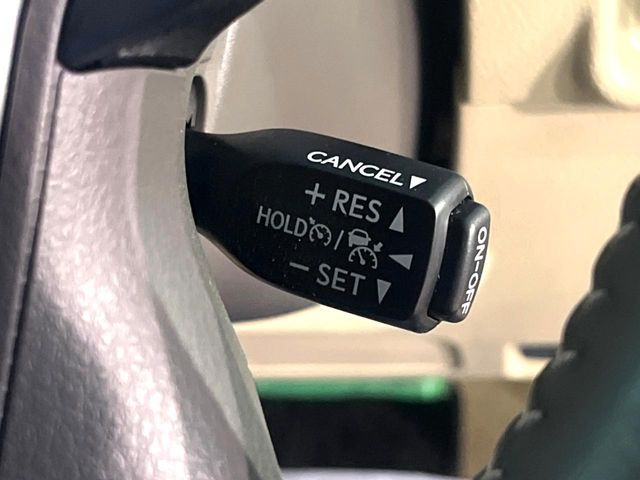 CANCEL▼
+ RES ▲
HOLD / ◀
− SET ▼
ON-OFF